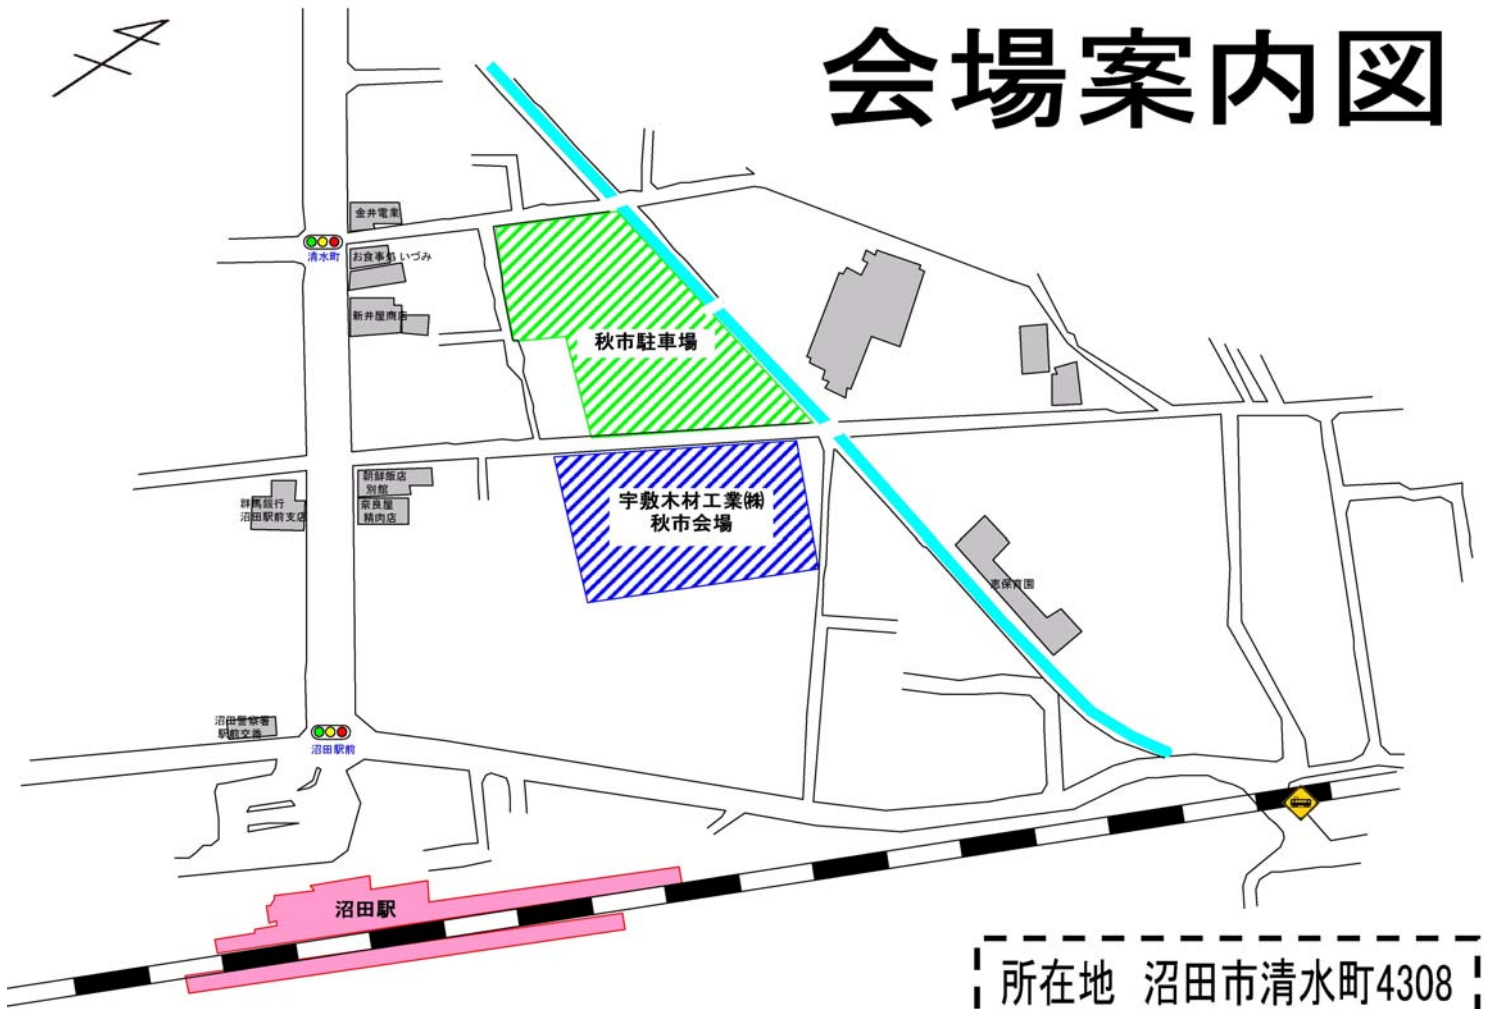 会場案内図
金井電業
清水町
お食事処 いづみ
新井屋商店
秋市駐車場
朝鮮飯店
別館
奈良屋
精肉店
群馬銀行
沼田駅前支店
宇敷木材工業㈱
秋市会場
恵保育園
沼田警察署
駅前交番
沼田駅前
沼田駅
所在地 沼田市清水町4308